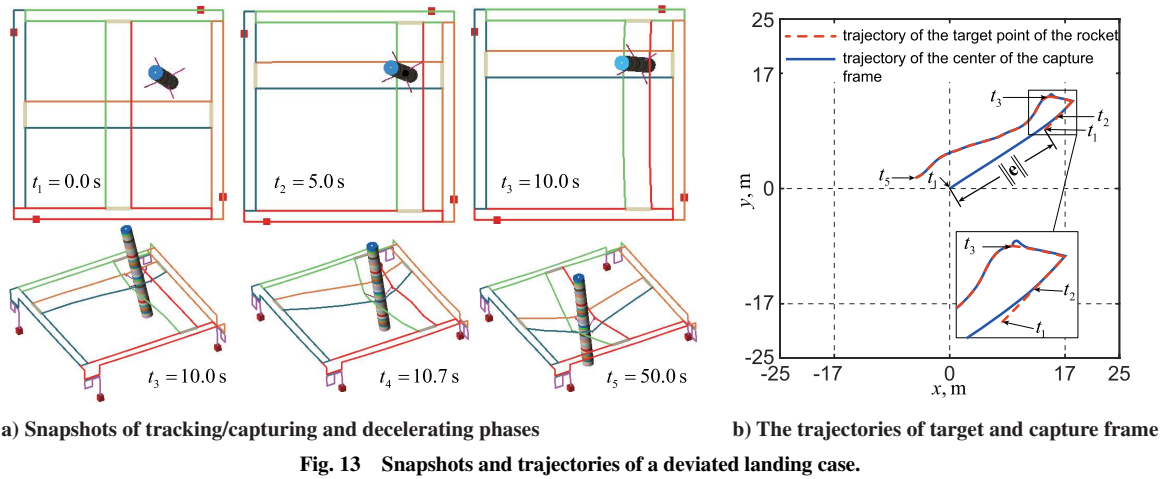 t₁ = 0.0 s
t₂ = 5.0 s
t₃ = 10.0 s
t₃ = 10.0 s
t₄ = 10.7 s
t₅ = 50.0 s
a) Snapshots of tracking/capturing and decelerating phases
25
17
0
-17
-25
y, m
trajectory of the target point of the rocket
trajectory of the center of the capture
frame
t₃
t₂
t₁
t₅
t₁
||e||
t₃
t₂
t₁
-25
-17
0
17
25
x, m
b) The trajectories of target and capture frame
Fig. 13 Snapshots and trajectories of a deviated landing case.